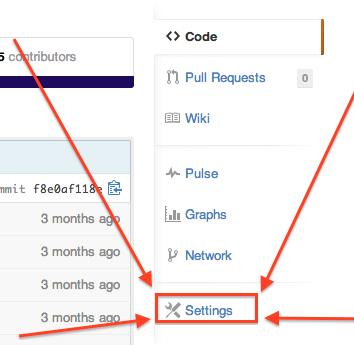 5 contributors
mmit f8e0af118e
3 months ago
3 months ago
3 months ago
3 months ago
Code
Pull Requests 0
Wiki
Pulse
Graphs
Network
Settings